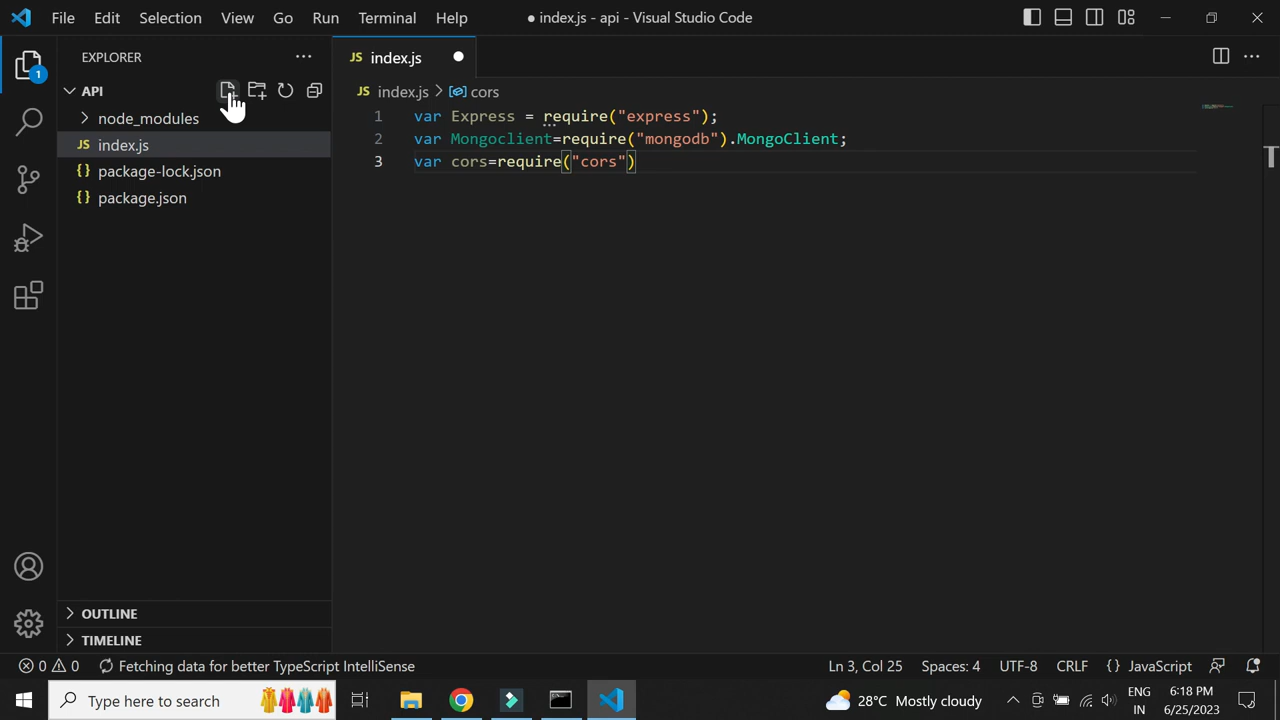 File Edit Selection View Go Run Terminal Help ● index.js - api - Visual Studio Code
EXPLORER
JS index.js
1
API
JS index.js > cors
node_modules
index.js
JS
{} package-lock.json
{} package.json
1 var Express = require("express");
2 var Mongoclient=require("mongodb").MongoClient;
3 var cors=require("cors")
OUTLINE
TIMELINE
0 0 Fetching data for better TypeScript IntelliSense Ln 3, Col 25 Spaces: 4 UTF-8 CRLF {} JavaScript
Type here to search 28°C Mostly cloudy ENG IN 6:18 PM 6/25/2023